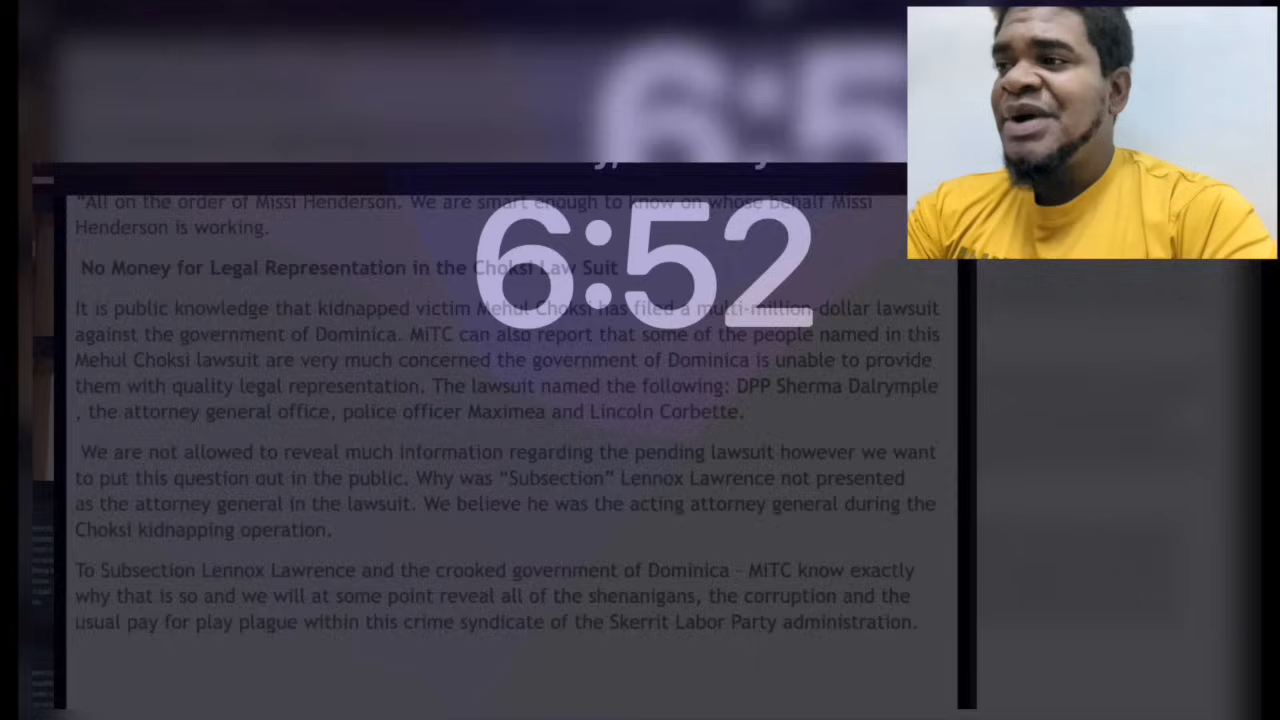 6:5
"All on the order of Missi Henderson. We are smart enough to know on whose behalf Missi
Henderson is working.
6:52
No Money for Legal Representation in the Choksi Law Suit
It is public knowledge that kidnapped victim Mehul Choksi has filed a multi-million-dollar lawsuit
against the government of Dominica. MiTC can also report that some of the people named in this
Mehul Choksi lawsuit are very much concerned the government of Dominica is unable to provide
them with quality legal representation. The lawsuit named the following: DPP Sherma Dalrymple
, the attorney general office, police officer Maximea and Lincoln Corbette.
We are not allowed to reveal much information regarding the pending lawsuit however we want
to put this question out in the public. Why was "Subsection" Lennox Lawrence not presented
as the attorney general in the lawsuit. We believe he was the acting attorney general during the
Choksi kidnapping operation.
To Subsection Lennox Lawrence and the crooked government of Dominica – MiTC know exactly
why that is so and we will at some point reveal all of the shenanigans, the corruption and the
usual pay for play plague within this crime syndicate of the Skerrit Labor Party administration.